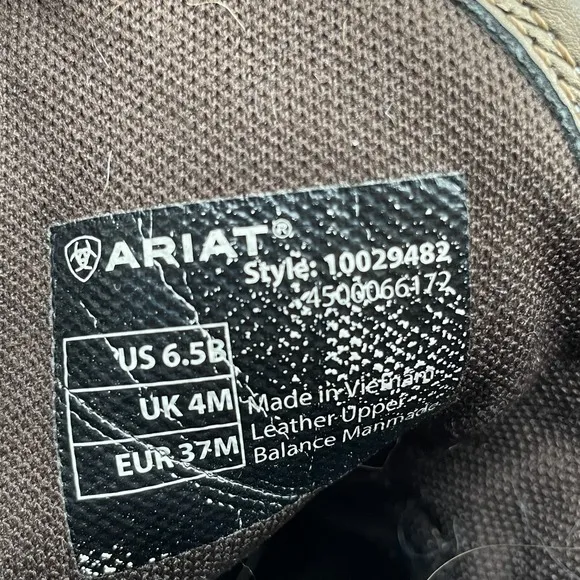 ARIAT®
Style: 10029482
4500066172
US 6.5B
UK 4M
EUR 37M
Made in Vietnam
Leather Upper
Balance Manmade